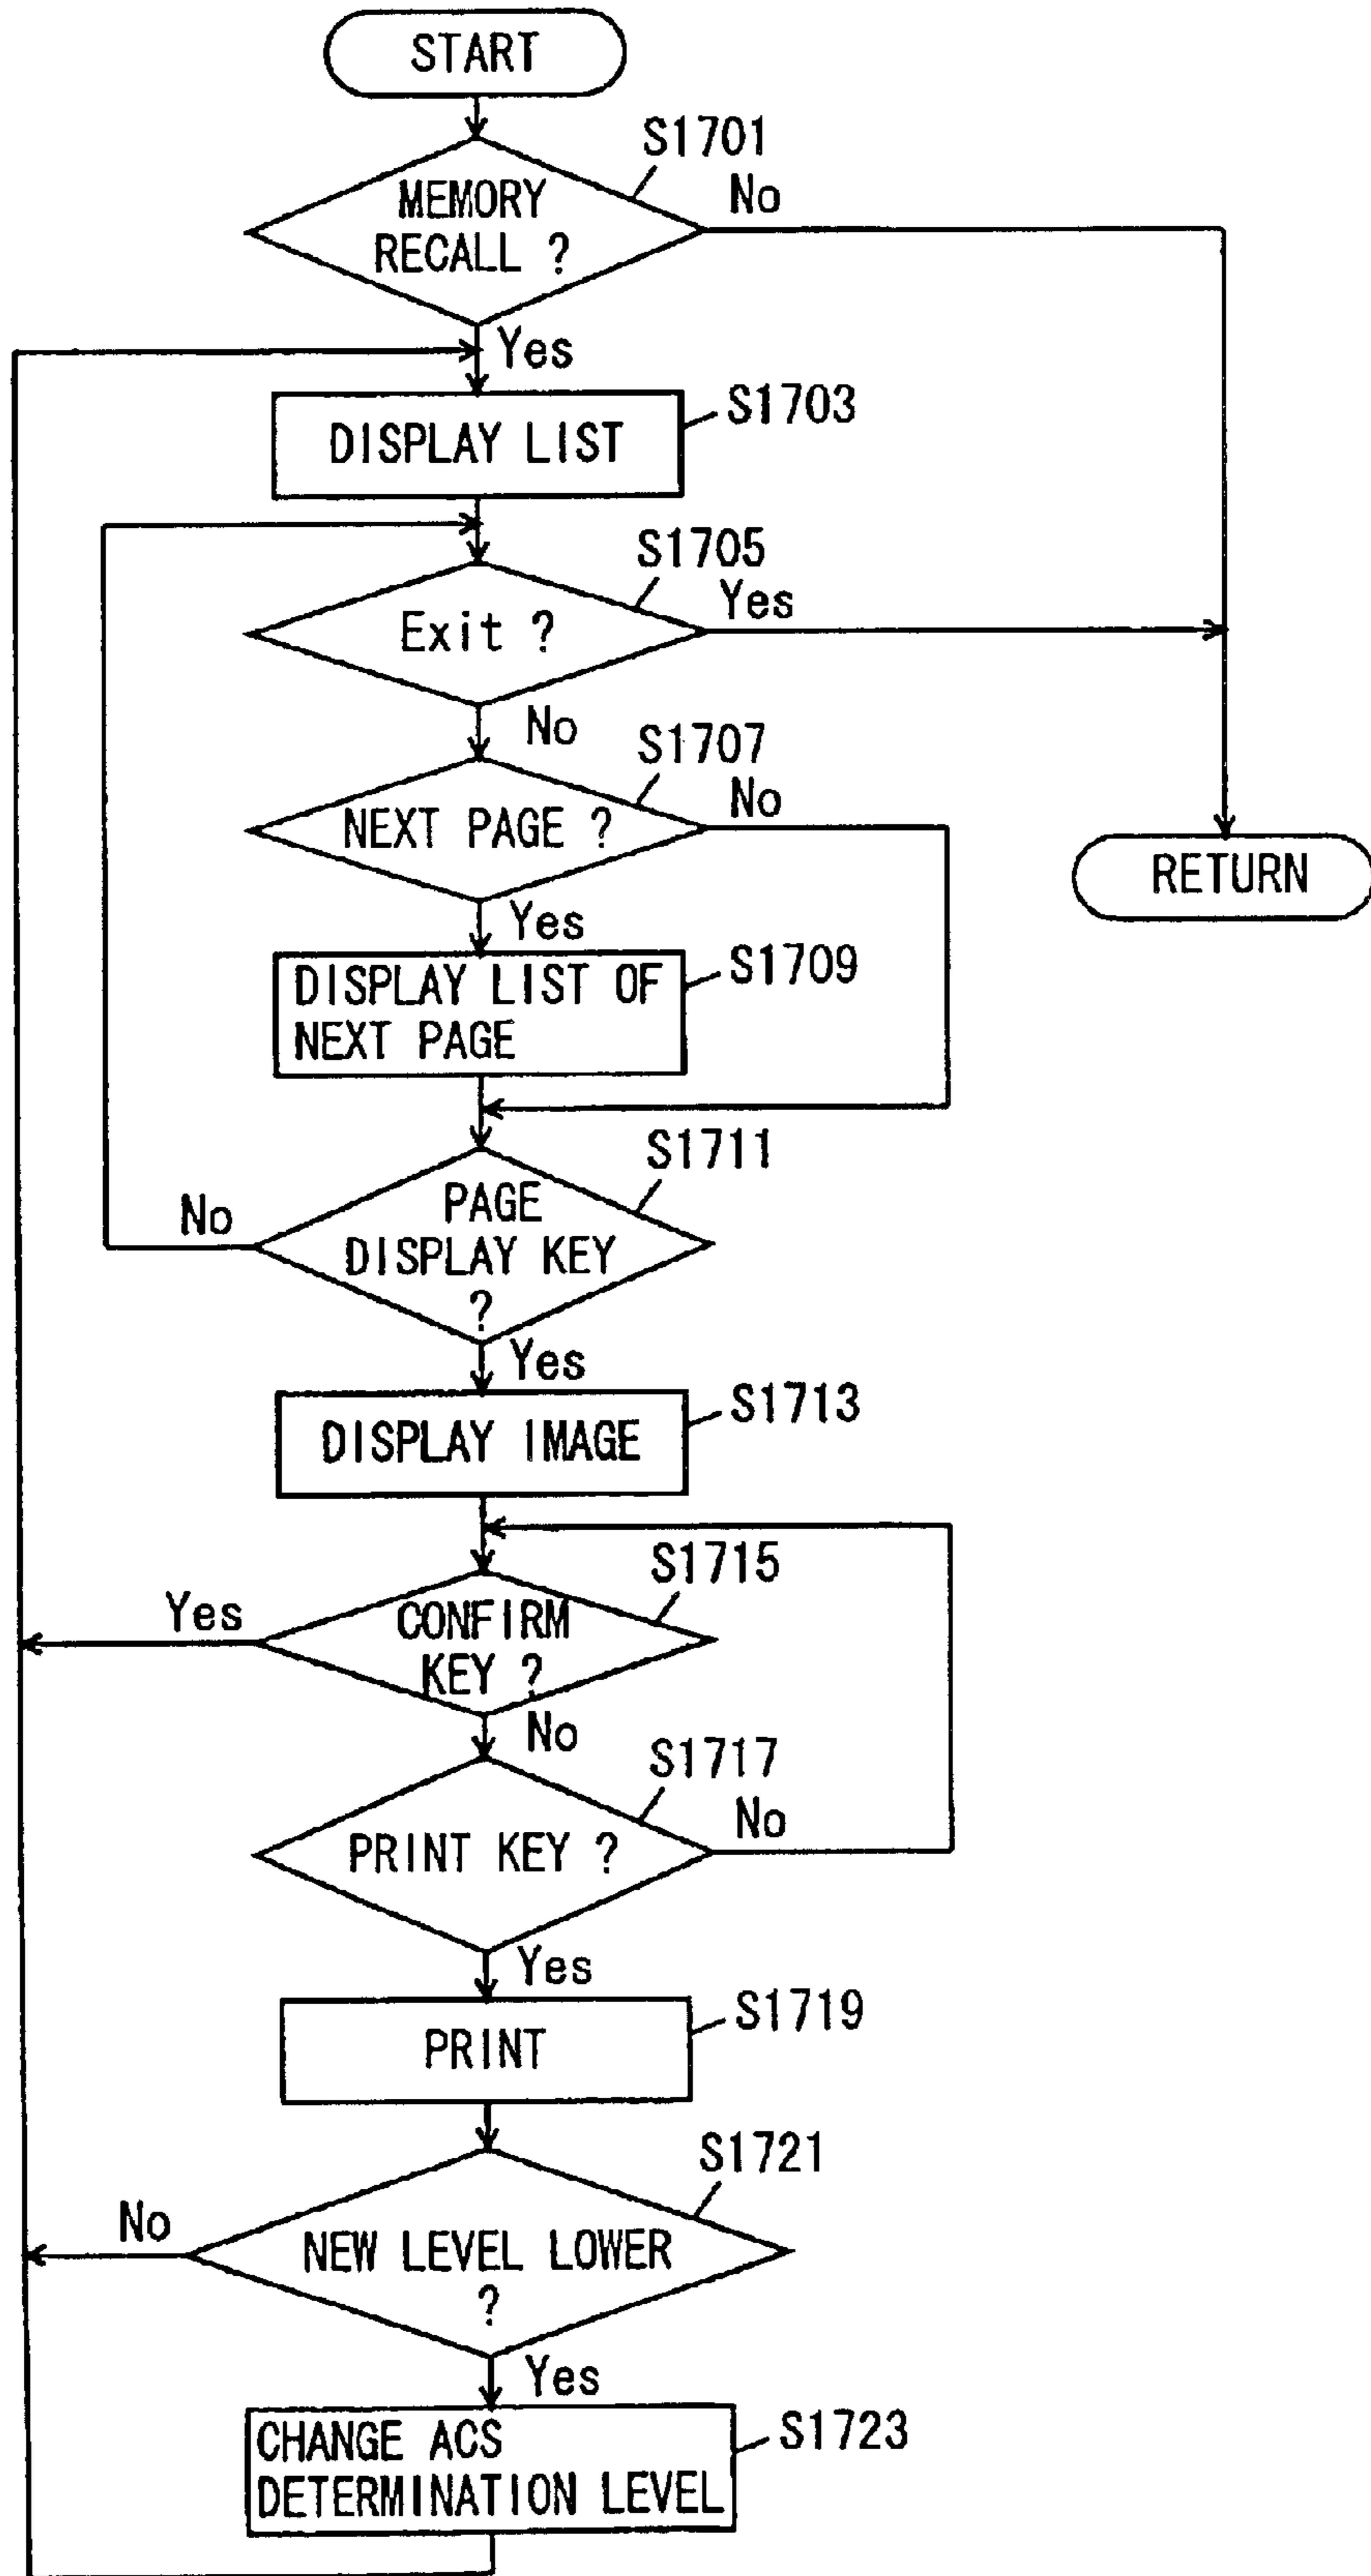 START
S1701
MEMORY
RECALL ?
No
Yes
S1703
DISPLAY LIST
S1705
Exit ?
Yes
No
S1707
NEXT PAGE ?
No
RETURN
Yes
S1709
DISPLAY LIST OF
NEXT PAGE
S1711
No
PAGE
DISPLAY KEY
?
Yes
S1713
DISPLAY IMAGE
S1715
Yes
CONFIRM
KEY ?
No
S1717
PRINT KEY ?
No
Yes
S1719
PRINT
S1721
No
NEW LEVEL LOWER
?
Yes
S1723
CHANGE ACS
DETERMINATION LEVEL